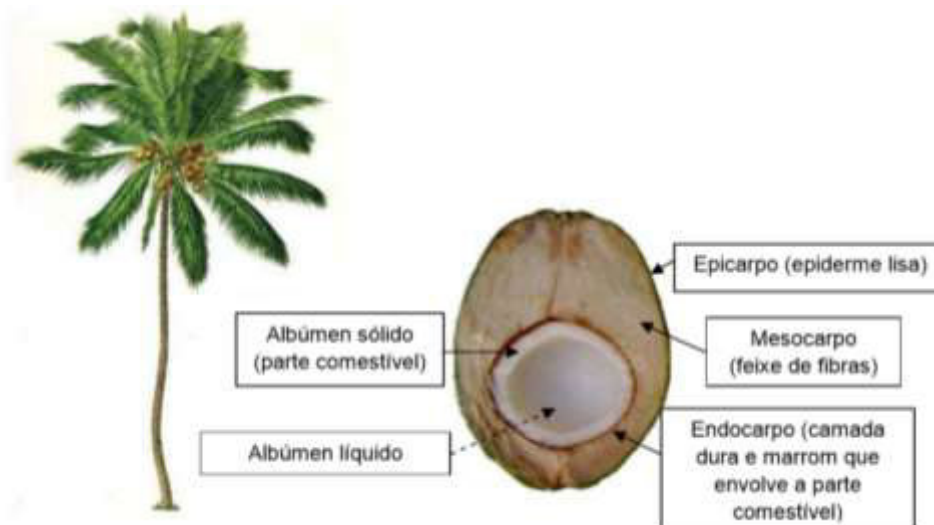 Epicarpo (epiderme lisa)
Albúmen sólido
(parte comestível)
Mesocarpo
(feixe de fibras)
Albúmen líquido
Endocarpo (camada
dura e marrom que
envolve a parte
comestível)